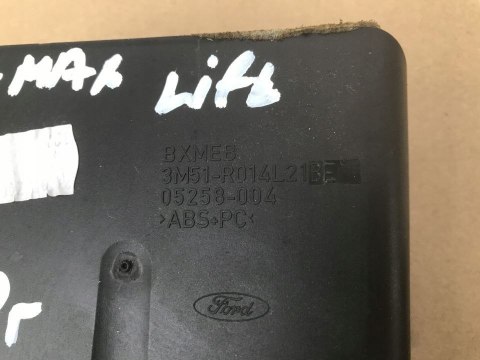 -MAX Lift
BXMEB
3M51-R014L21
05258-004
>ABS+PC<
Ford